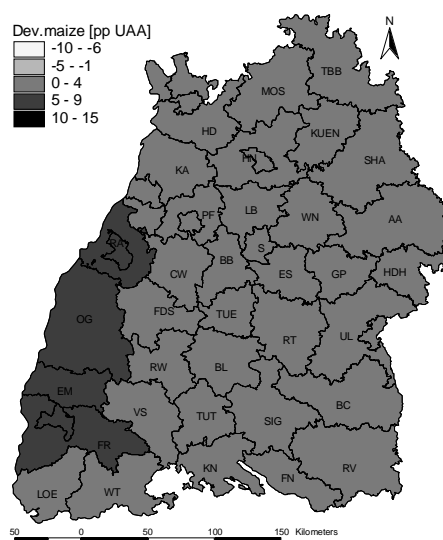 Dev.maize [pp UAA]
-10 - -6
-5 - -1
0 - 4
5 - 9
10 - 15
N
TBB
MOS
HD
KUEN
HN
SHA
KA
PF
LB
WN
AA
RA
S
BB
CW
ES
GP
HDH
OG
FDS
TUE
RT
UL
RW
BL
EM
VS
TUT
SIG
BC
FR
KN
FN
RV
LOE
WT
50 0 50 100 150 Kilometers